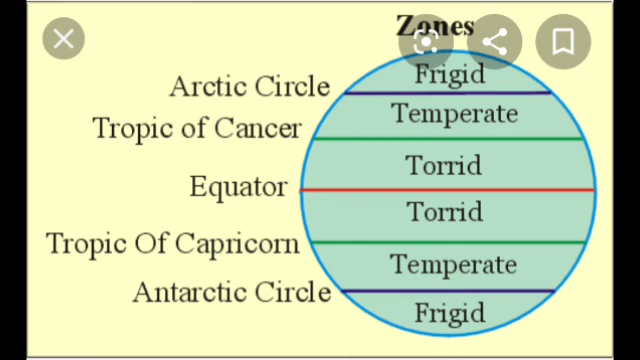 Zones
Frigid
Arctic Circle
Temperate
Tropic of Cancer
Torrid
Equator
Torrid
Tropic Of Capricorn
Temperate
Antarctic Circle
Frigid